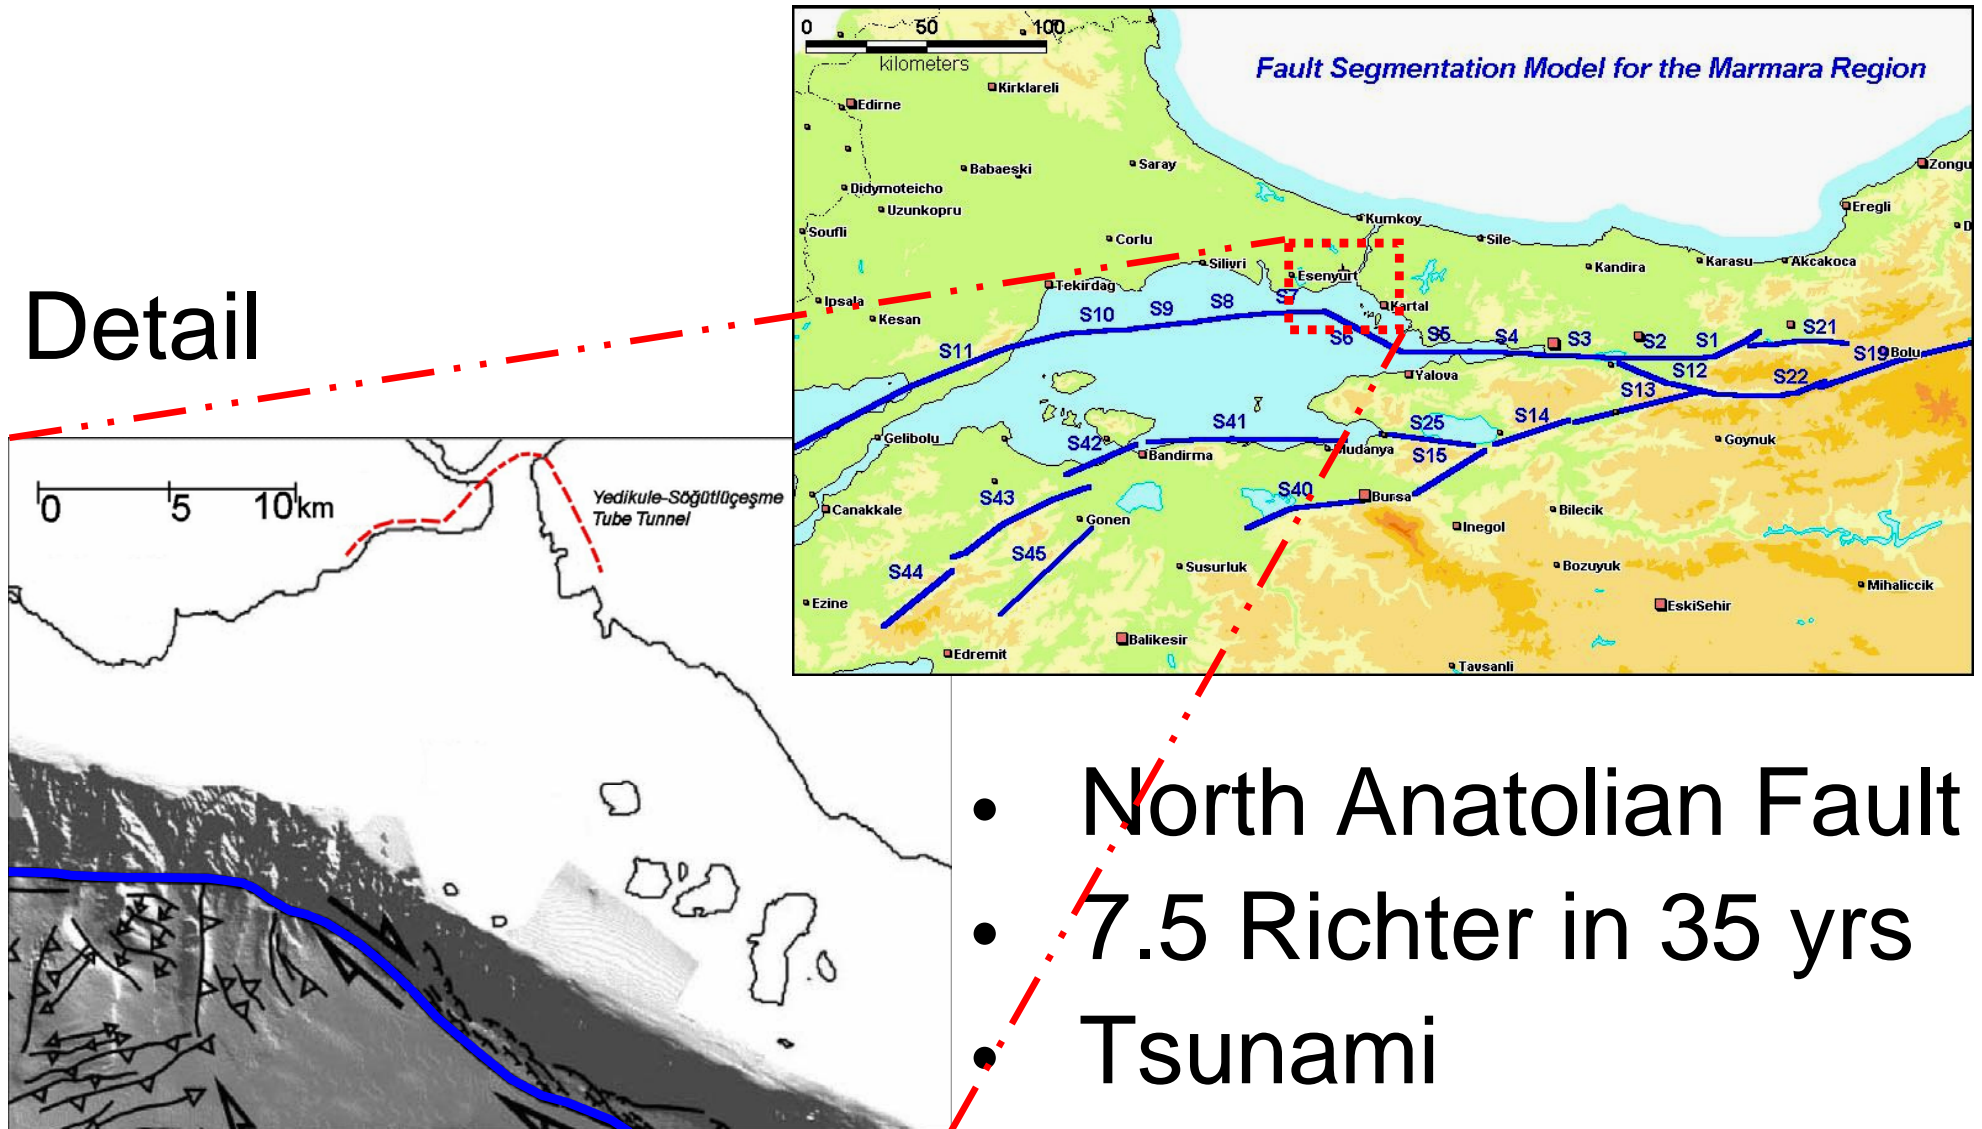 0 50 100
kilometers
Fault Segmentation Model for the Marmara Region
Kirklareli
Edirne
Babaeski
Saray
Zongu
Didymoteicho
Uzunkopru
Eregli
Kumkoy
Soufli
Corlu
Sile
D
Silivri
Esenyurt
Kandira
Karasu
Akcakoca
Tekirdag
Ipsala
Kesan
Kartal
S11
S10
S9
S8
S7
S6
S5
S4
S3
S2
S1
S21
S19
Bolu
Yalova
S12
S22
S13
S14
S25
S41
S42
Gelibolu
Bandirma
Mudanya
S15
Goynuk
S43
S40
Bursa
Canakkale
Gonen
Inegol
Bilecik
S45
S44
Susurluk
Bozuyuk
Mihaliccik
Ezine
EskiSehir
Balikesir
Edremit
Tavsanli
Detail
0 5 10km
Yedikule-Söğütlüçeşme
Tube Tunnel
• North Anatolian Fault
• 7.5 Richter in 35 yrs
• Tsunami